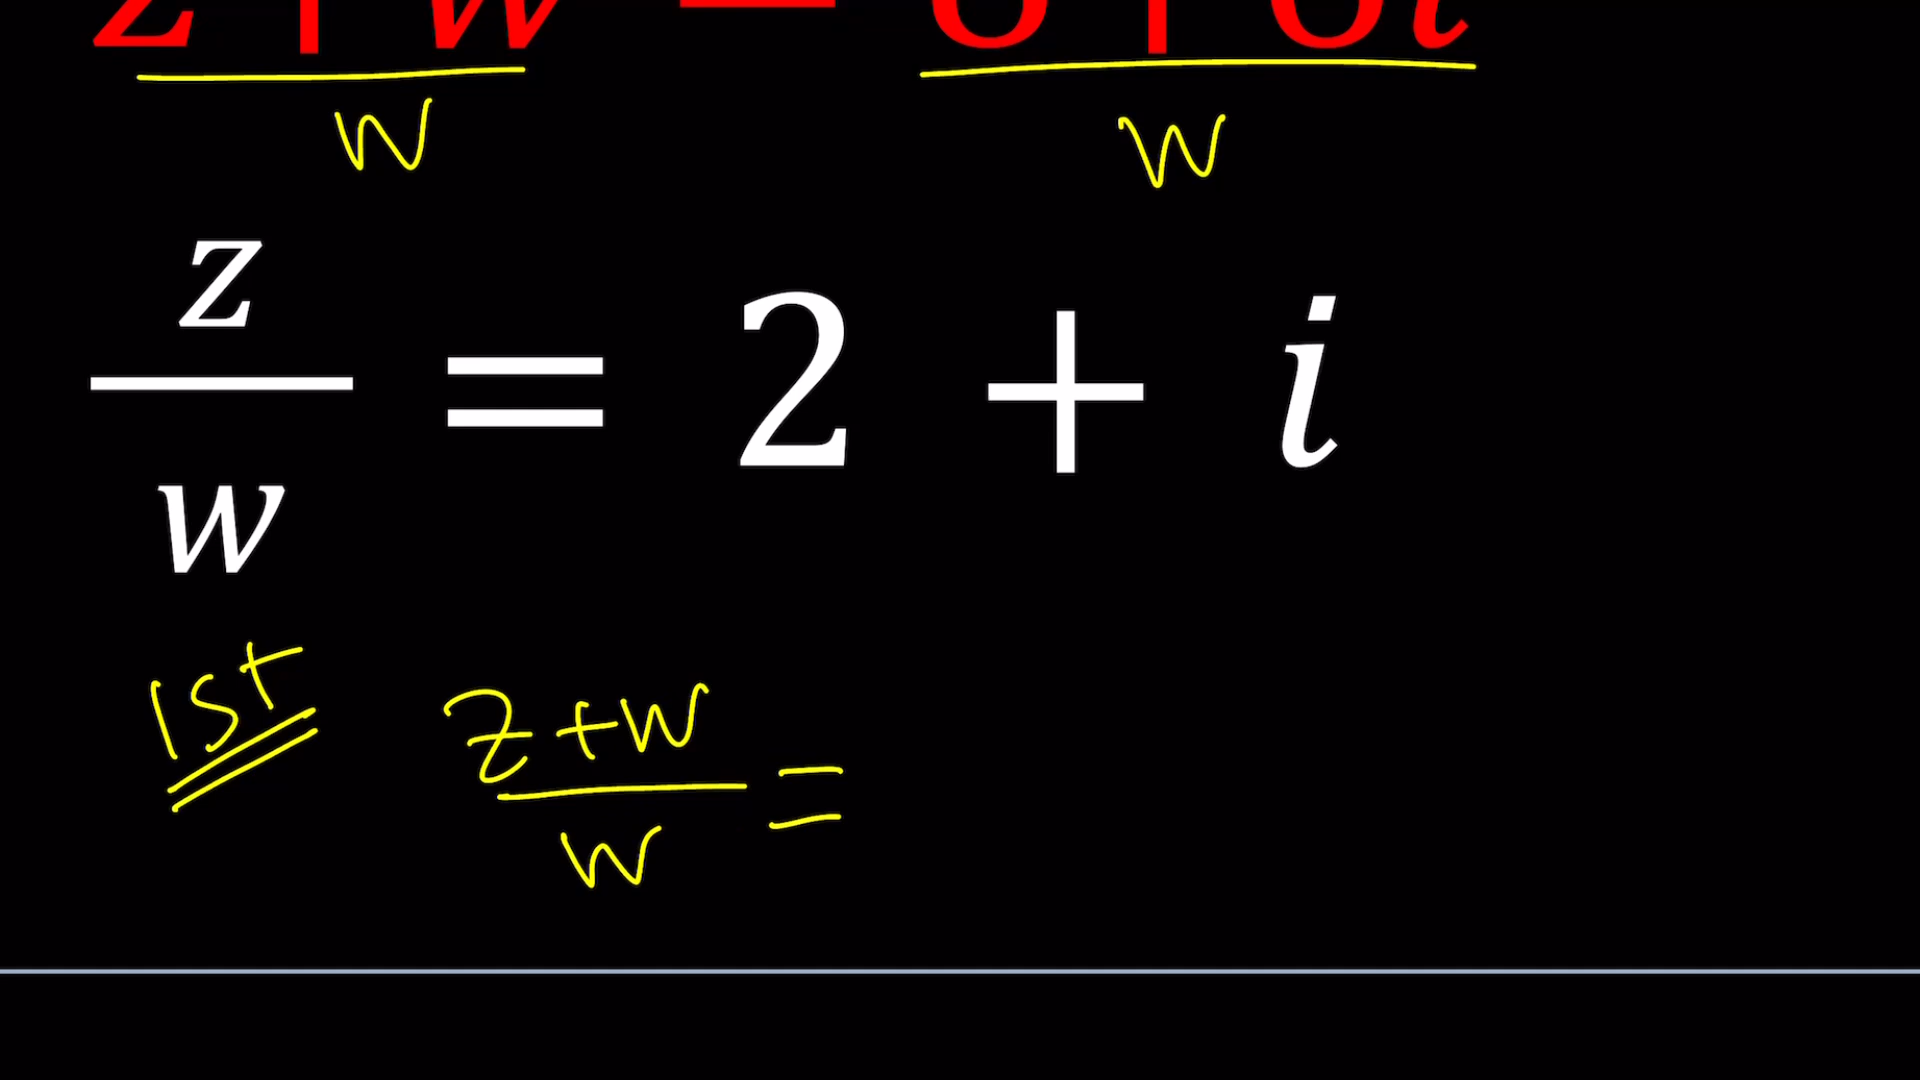 w w
z/w = 2 + i
1st z+w/w =